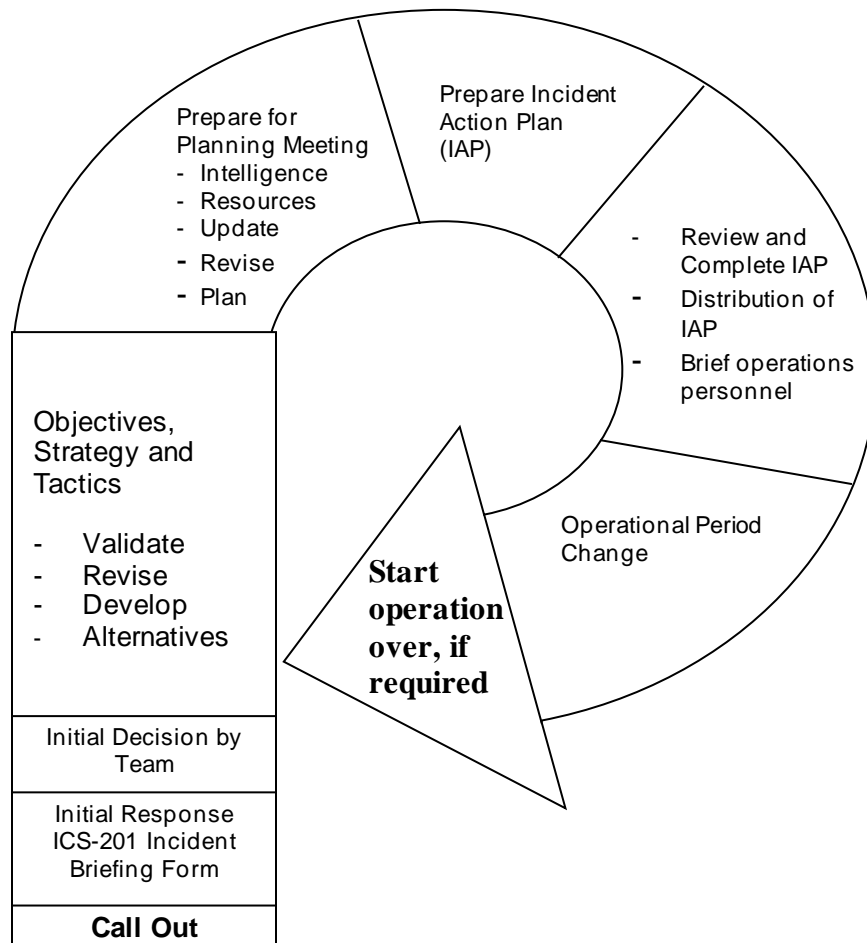 Prepare for
Planning Meeting
- Intelligence
- Resources
- Update
- Revise
- Plan
Prepare Incident
Action Plan
(IAP)
- Review and
Complete IAP
- Distribution of
IAP
- Brief operations
personnel
Operational Period
Change
Start
operation
over, if
required
Objectives,
Strategy and
Tactics
- Validate
- Revise
- Develop
- Alternatives
Initial Decision by
Team
Initial Response
ICS-201 Incident
Briefing Form
Call Out